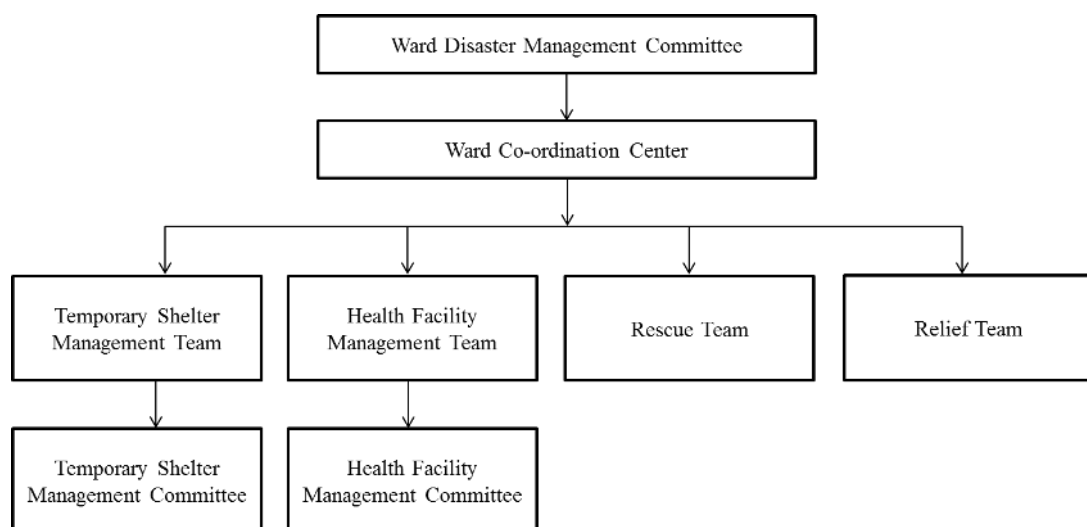 Ward Disaster Management Committee
Ward Co-ordination Center
Temporary Shelter
Management Team
Health Facility
Management Team
Rescue Team
Relief Team
Temporary Shelter
Management Committee
Health Facility
Management Committee